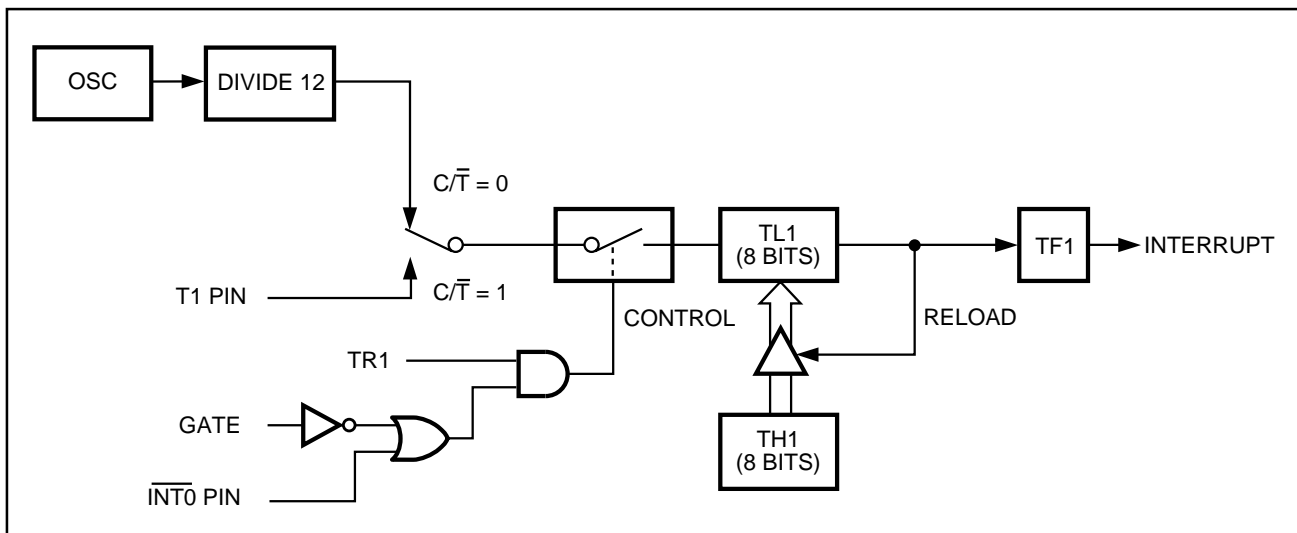 OSC
DIVIDE 12
C/T̅ = 0
TL1
(8 BITS)
TF1
INTERRUPT
T1 PIN
C/T̅ = 1
CONTROL
RELOAD
TR1
GATE
TH1
(8 BITS)
I̅N̅T̅0̅ PIN